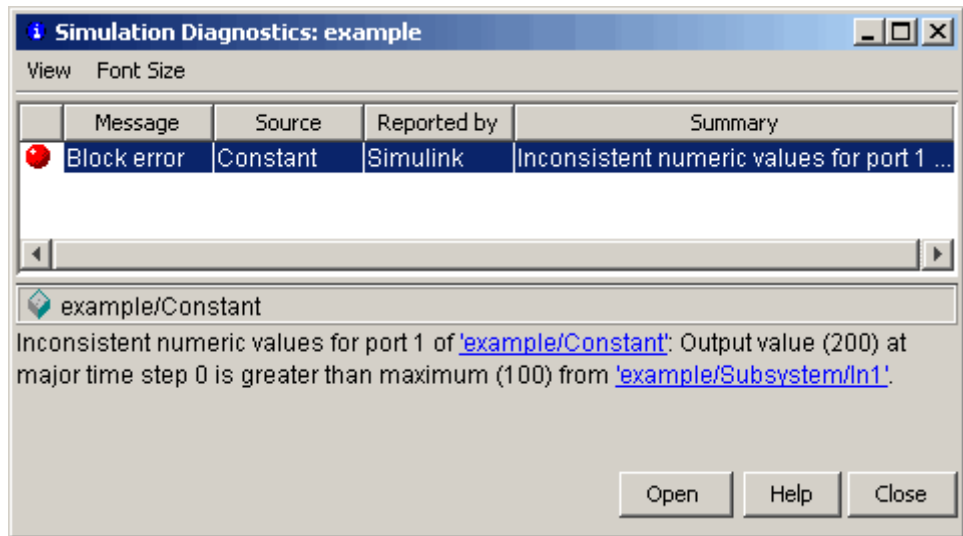 Simulation Diagnostics: example
View Font Size
Message Source Reported by Summary
Block error Constant Simulink Inconsistent numeric values for port 1 ...
example/Constant
Inconsistent numeric values for port 1 of 'example/Constant': Output value (200) at
major time step 0 is greater than maximum (100) from 'example/Subsystem/In1'.
Open Help Close